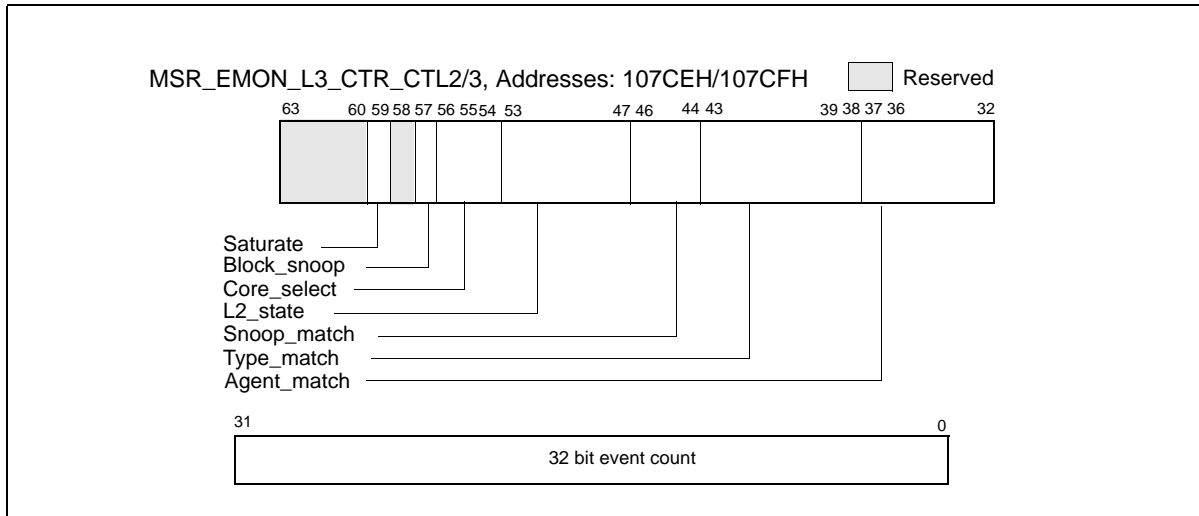 MSR_EMON_L3_CTR_CTL2/3, Addresses: 107CEH/107CFH Reserved
63 60 59 58 57 56 55 54 53 47 46 44 43 39 38 37 36 32
Saturate
Block_snoop
Core_select
L2_state
Snoop_match
Type_match
Agent_match
31 0
32 bit event count